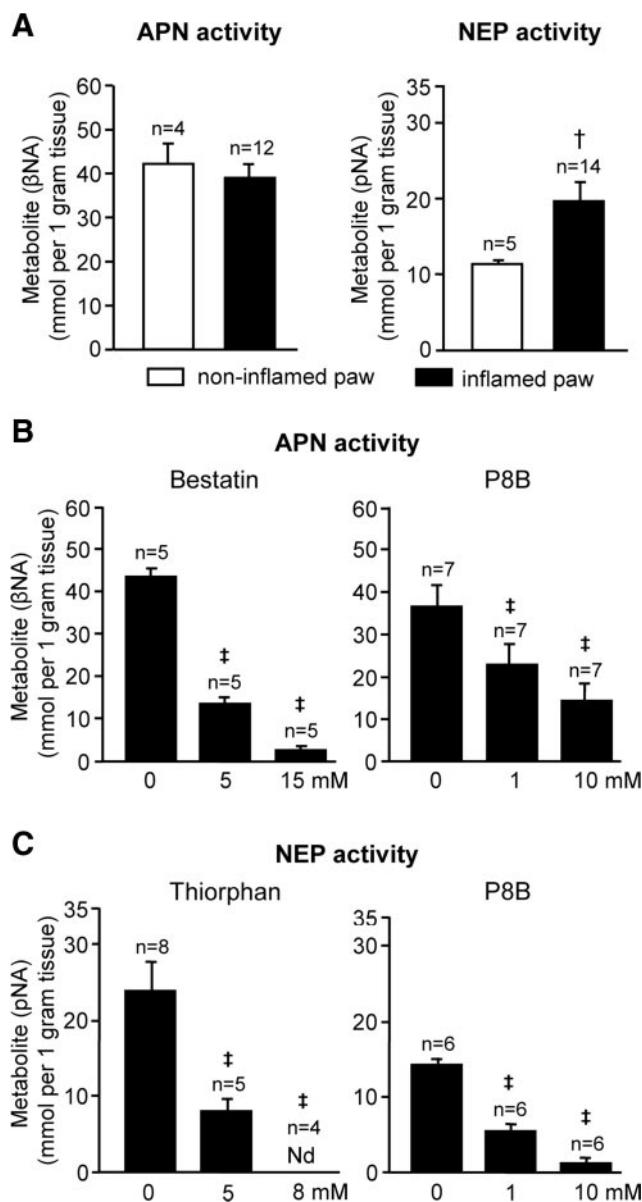 A
APN activity
NEP activity
Metabolite (βNA)
(mmol per 1 gram tissue)
60
50
40
30
20
10
0
n=4
n=12
Metabolite (pNA)
(mmol per 1 gram tissue)
35
30
20
10
0
n=5
†
n=14
non-inflamed paw
inflamed paw
B
APN activity
Bestatin
P8B
Metabolite (βNA)
(mmol per 1 gram tissue)
60
50
40
30
20
10
0
n=5
‡
n=5
‡
n=5
0 5 15 mM
60
50
40
30
20
10
0
n=7
‡
n=7
‡
n=7
0 1 10 mM
C
NEP activity
Thiorphan
P8B
Metabolite (pNA)
(mmol per 1 gram tissue)
35
30
20
10
0
n=8
‡
n=5
‡
n=4
Nd
0 5 8 mM
35
30
20
10
0
n=6
‡
n=6
‡
n=6
0 1 10 mM